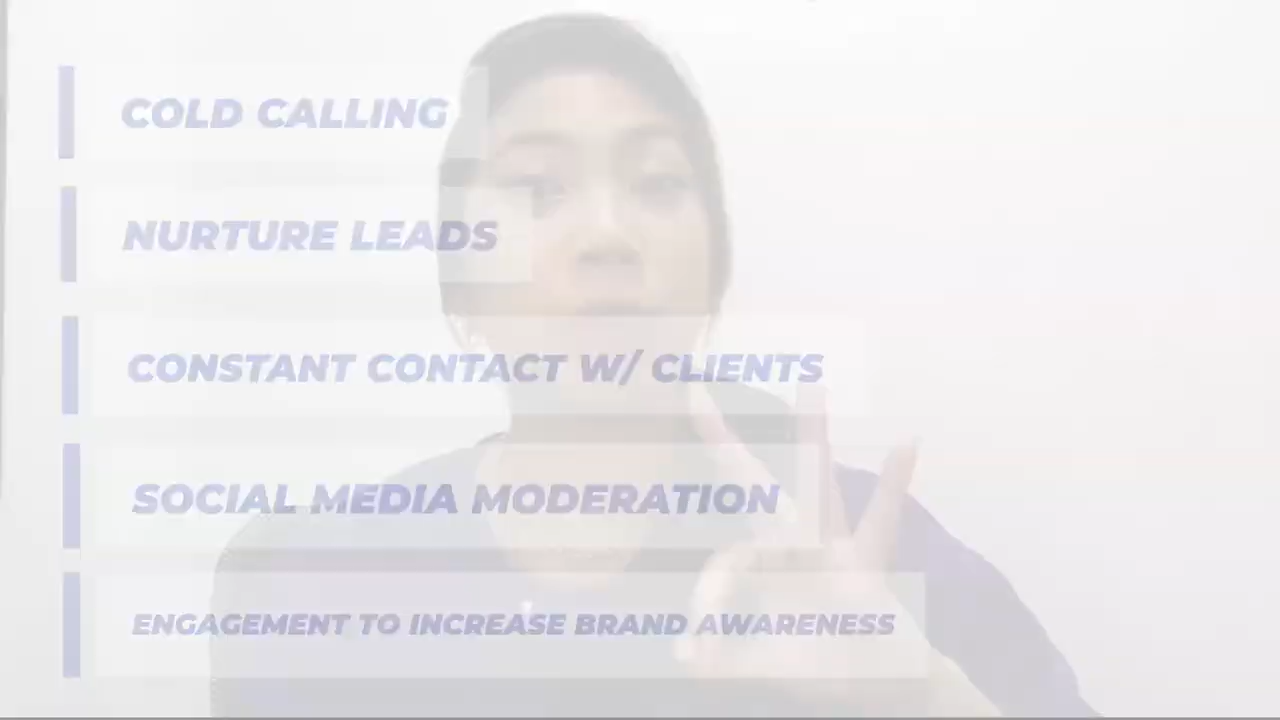 COLD CALLING
NURTURE LEADS
CONSTANT CONTACT W/ CLIENTS
SOCIAL MEDIA MODERATION
ENGAGEMENT TO INCREASE BRAND AWARENESS